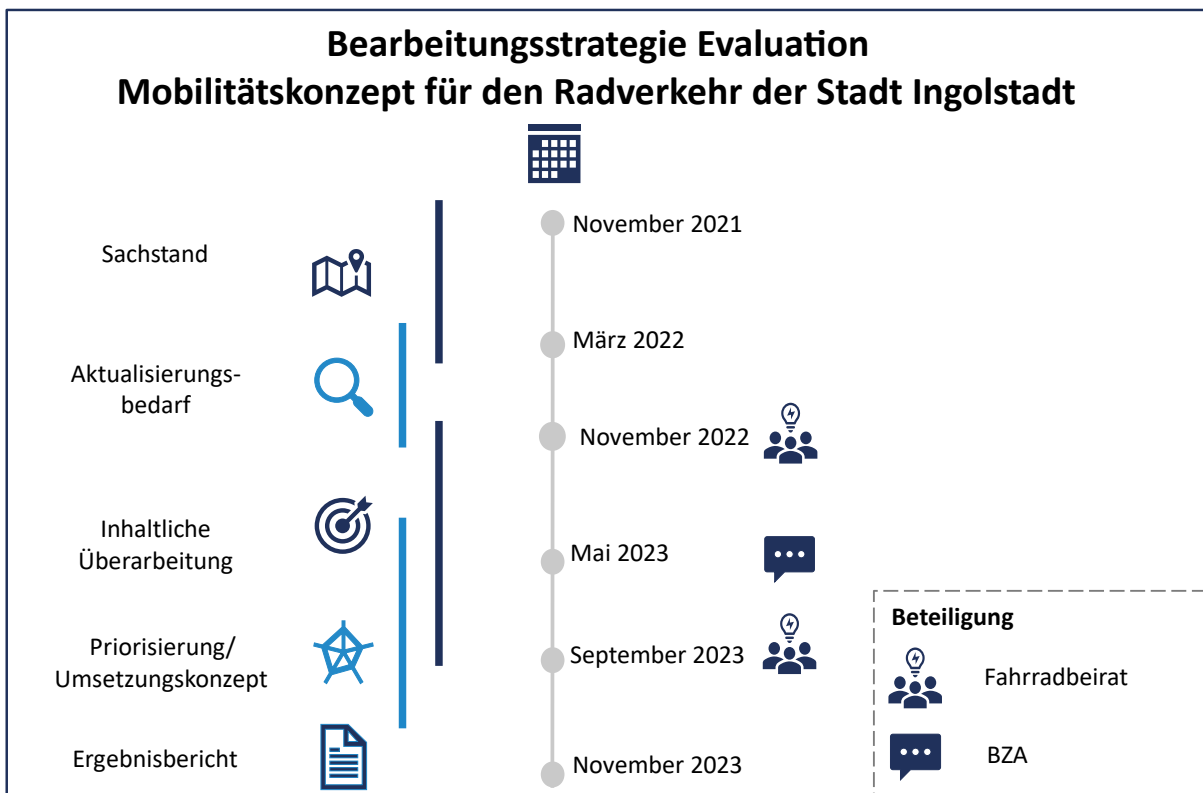 Bearbeitungsstrategie Evaluation
Mobilitätskonzept für den Radverkehr der Stadt Ingolstadt
Sachstand
Aktualisierungs-
bedarf
Inhaltliche
Überarbeitung
Priorisierung/
Umsetzungskonzept
Ergebnisbericht
November 2021
März 2022
November 2022
Mai 2023
September 2023
November 2023
Beteiligung
Fahrradbeirat
BZA